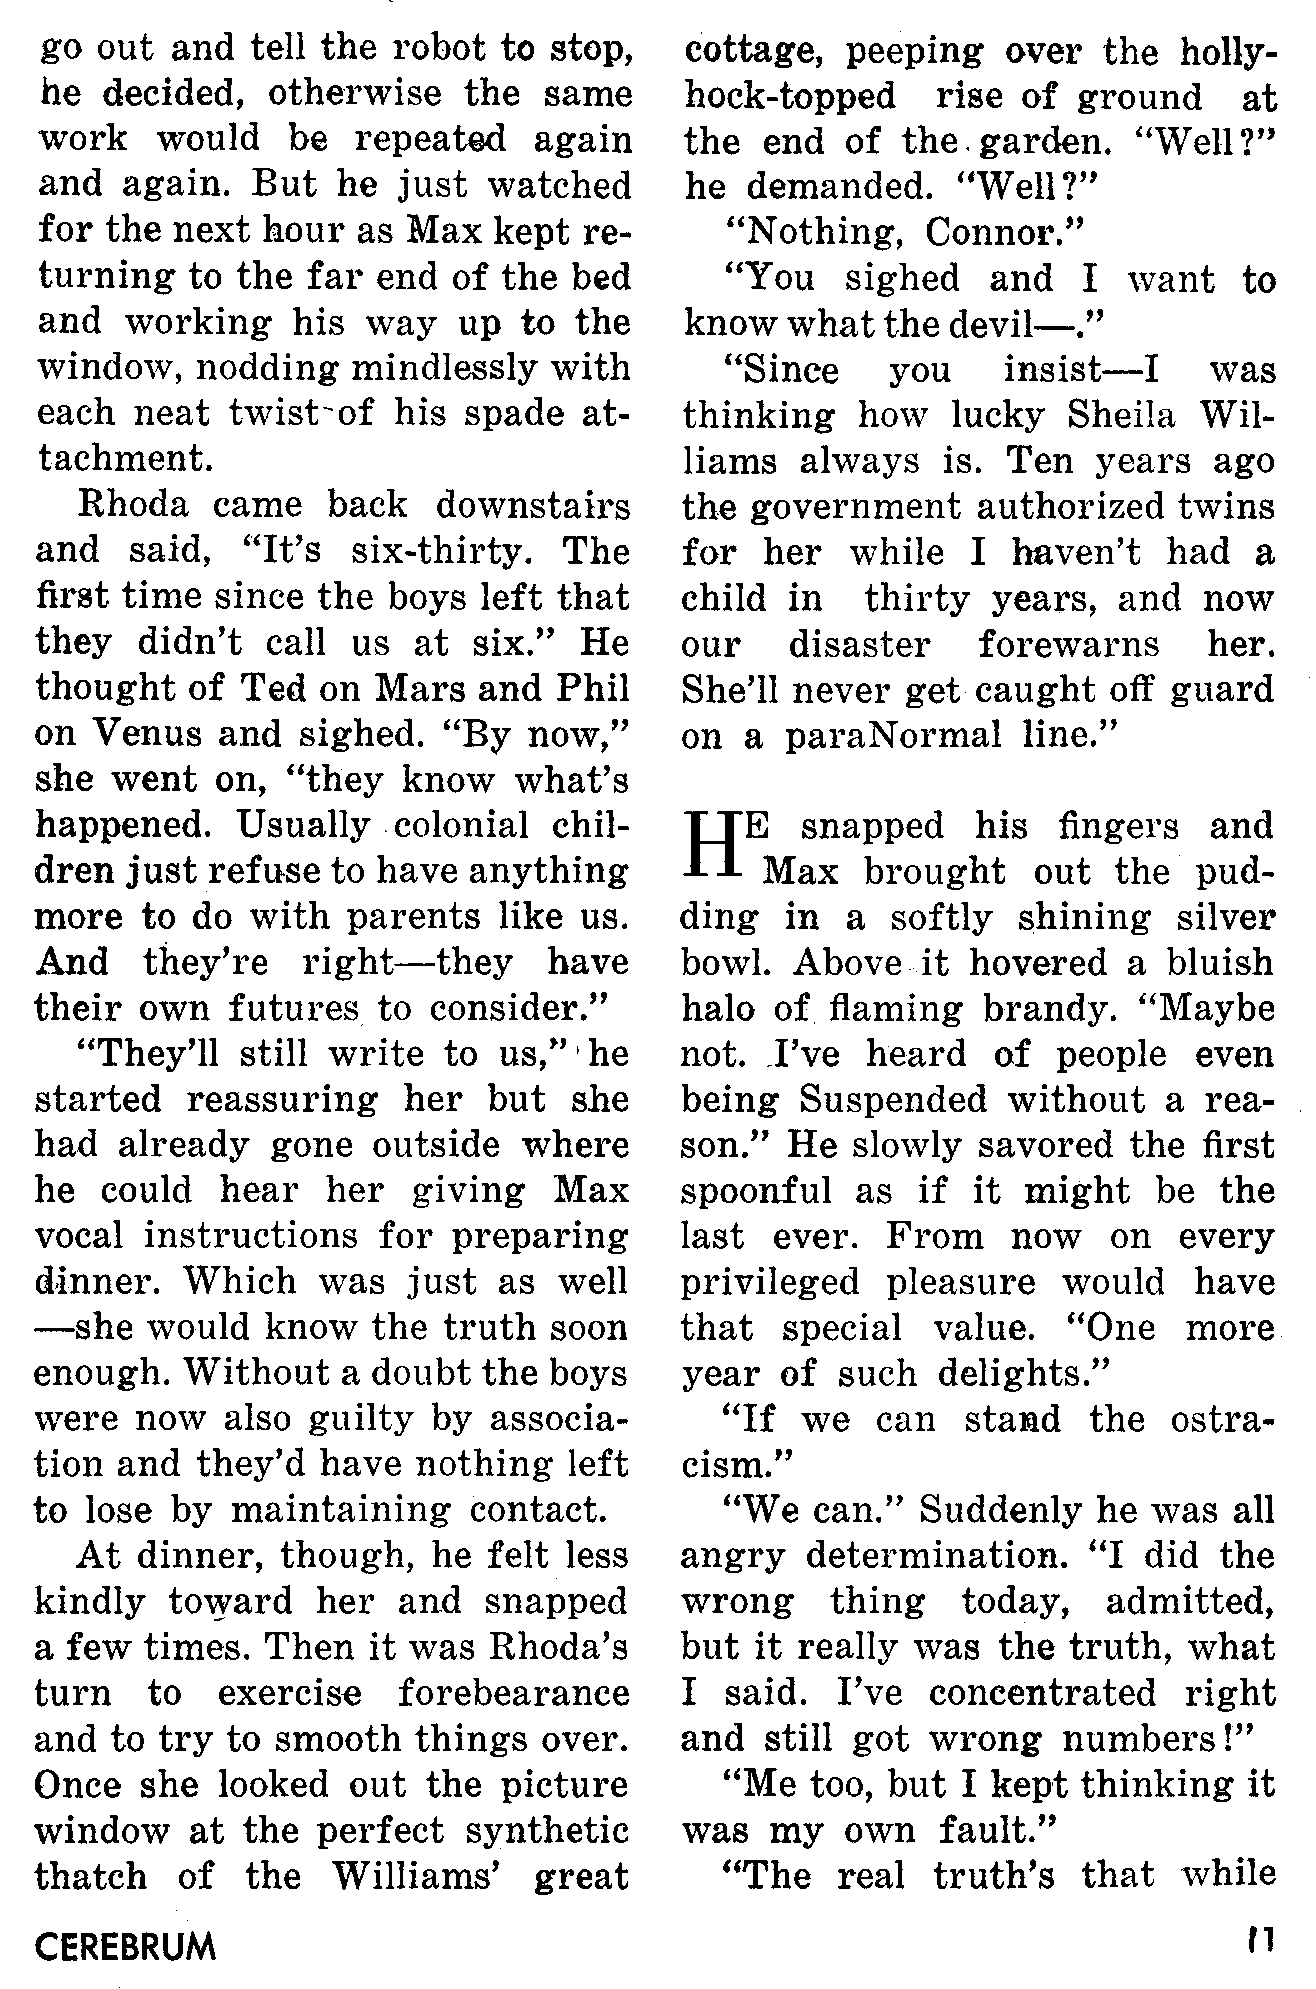 go out and tell the robot to stop,
he decided, otherwise the same
work would be repeated again
and again. But he just watched
for the next hour as Max kept re-
turning to the far end of the bed
and working his way up to the
window, nodding mindlessly with
each neat twist of his spade at-
tachment.
Rhoda came back downstairs
and said, “It’s six-thirty. The
first time since the boys left that
they didn’t call us at six.” He
thought of Ted on Mars and Phil
on Venus and sighed. “By now,”
she went on, “they know what’s
happened. Usually colonial chil-
dren just refuse to have anything
more to do with parents like us.
And they’re right—they have
their own futures to consider.”
“They’ll still write to us,” he
started reassuring her but she
had already gone outside where
he could hear her giving Max
vocal instructions for preparing
dinner. Which was just as well
—she would know the truth soon
enough. Without a doubt the boys
were now also guilty by associa-
tion and they’d have nothing left
to lose by maintaining contact.
At dinner, though, he felt less
kindly toward her and snapped
a few times. Then it was Rhoda’s
turn to exercise forebearance
and to try to smooth things over.
Once she looked out the picture
window at the perfect synthetic
thatch of the Williams’ great
cottage, peeping over the holly-
hock-topped rise of ground at
the end of the garden. “Well?”
he demanded. “Well?”
“Nothing, Connor.”
“You sighed and I want to
know what the devil—.”
“Since you insist—I was
thinking how lucky Sheila Wil-
liams always is. Ten years ago
the government authorized twins
for her while I haven’t had a
child in thirty years, and now
our disaster forewarns her.
She’ll never get caught off guard
on a paraNormal line.”
HE snapped his fingers and
Max brought out the pud-
ding in a softly shining silver
bowl. Above it hovered a bluish
halo of flaming brandy. “Maybe
not. I’ve heard of people even
being Suspended without a rea-
son.” He slowly savored the first
spoonful as if it might be the
last ever. From now on every
privileged pleasure would have
that special value. “One more
year of such delights.”
“If we can stand the ostra-
cism.”
“We can.” Suddenly he was all
angry determination. “I did the
wrong thing today, admitted,
but it really was the truth, what
I said. I’ve concentrated right
and still got wrong numbers!”
“Me too, but I kept thinking it
was my own fault.”
“The real truth’s that while
CEREBRUM
11